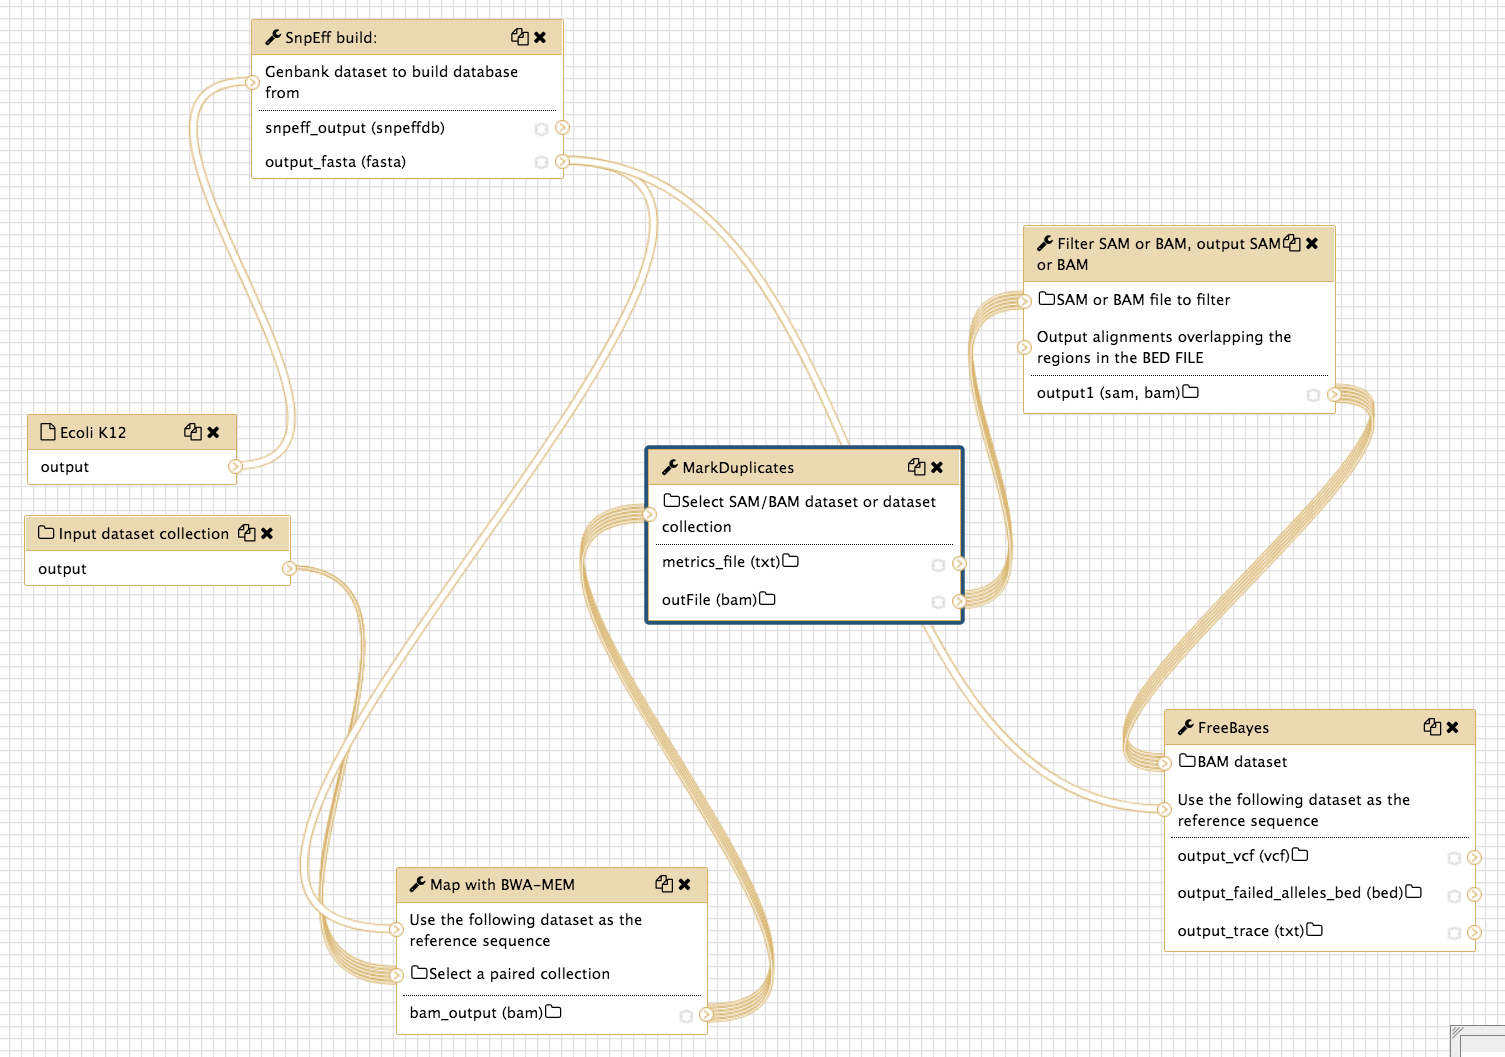 SnpEff build:
Genbank dataset to build database
from
snpeff_output (snpeffdb)
output_fasta (fasta)
Filter SAM or BAM, output SAM
or BAM
SAM or BAM file to filter
Output alignments overlapping the
regions in the BED FILE
output1 (sam, bam)
Ecoli K12
output
Input dataset collection
output
MarkDuplicates
Select SAM/BAM dataset or dataset
collection
metrics_file (txt)
outFile (bam)
FreeBayes
BAM dataset
Use the following dataset as the
reference sequence
output_vcf (vcf)
output_failed_alleles_bed (bed)
output_trace (txt)
Map with BWA-MEM
Use the following dataset as the
reference sequence
Select a paired collection
bam_output (bam)